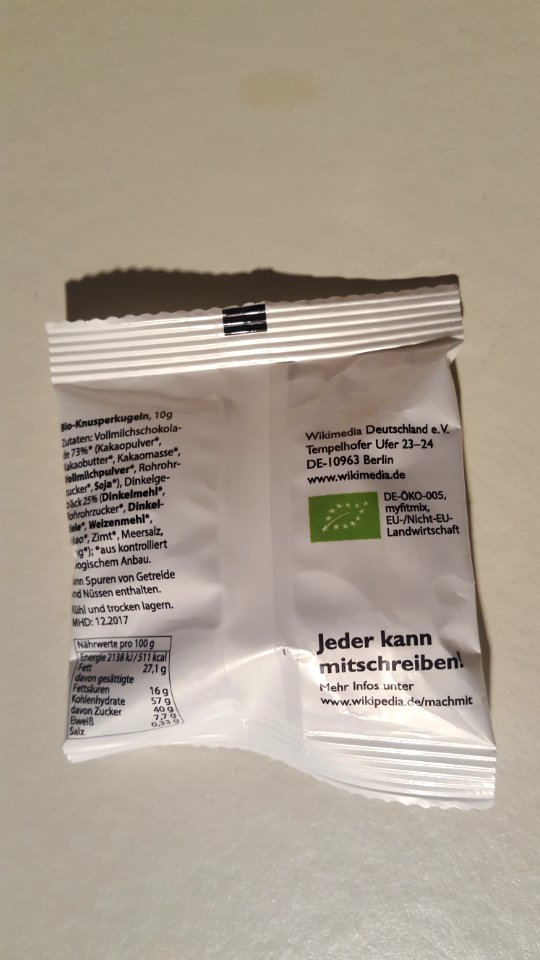 Bio-Knusperkugeln, 10g
Zutaten: Vollmilchschokola-
de 73%* (Kakaopulver*,
Kakaobutter*, Kakaomasse*,
Vollmilchpulver*, Rohrohr-
zucker*, Soja*), Dinkelge-
bäck 25% (Dinkelmehl*,
Rohrohrzucker*, Dinkel-
Weizenmehl*,
Zimt*, Meersalz,
*aus kontrolliert
Anbau.
Spuren von Getreide
und Nüssen enthalten.
Kühl und trocken lagern.
MHD: 12.2017
Nährwerte pro 100 g
Energie 2138 kJ/511 kcal
Fett 27,1 g
davon gesättigte
Fettsäuren 16 g
Kohlenhydrate 57 g
davon Zucker 40 g
Eiweiß 7,7 g
Salz 0,33 g
Wikimedia Deutschland e.V.
Tempelhofer Ufer 23–24
DE-10963 Berlin
www.wikimedia.de
DE-ÖKO-005,
myfitmix,
EU-/Nicht-EU-
Landwirtschaft
Jeder kann
mitschreiben!
Mehr Infos unter
www.wikipedia.de/machmit